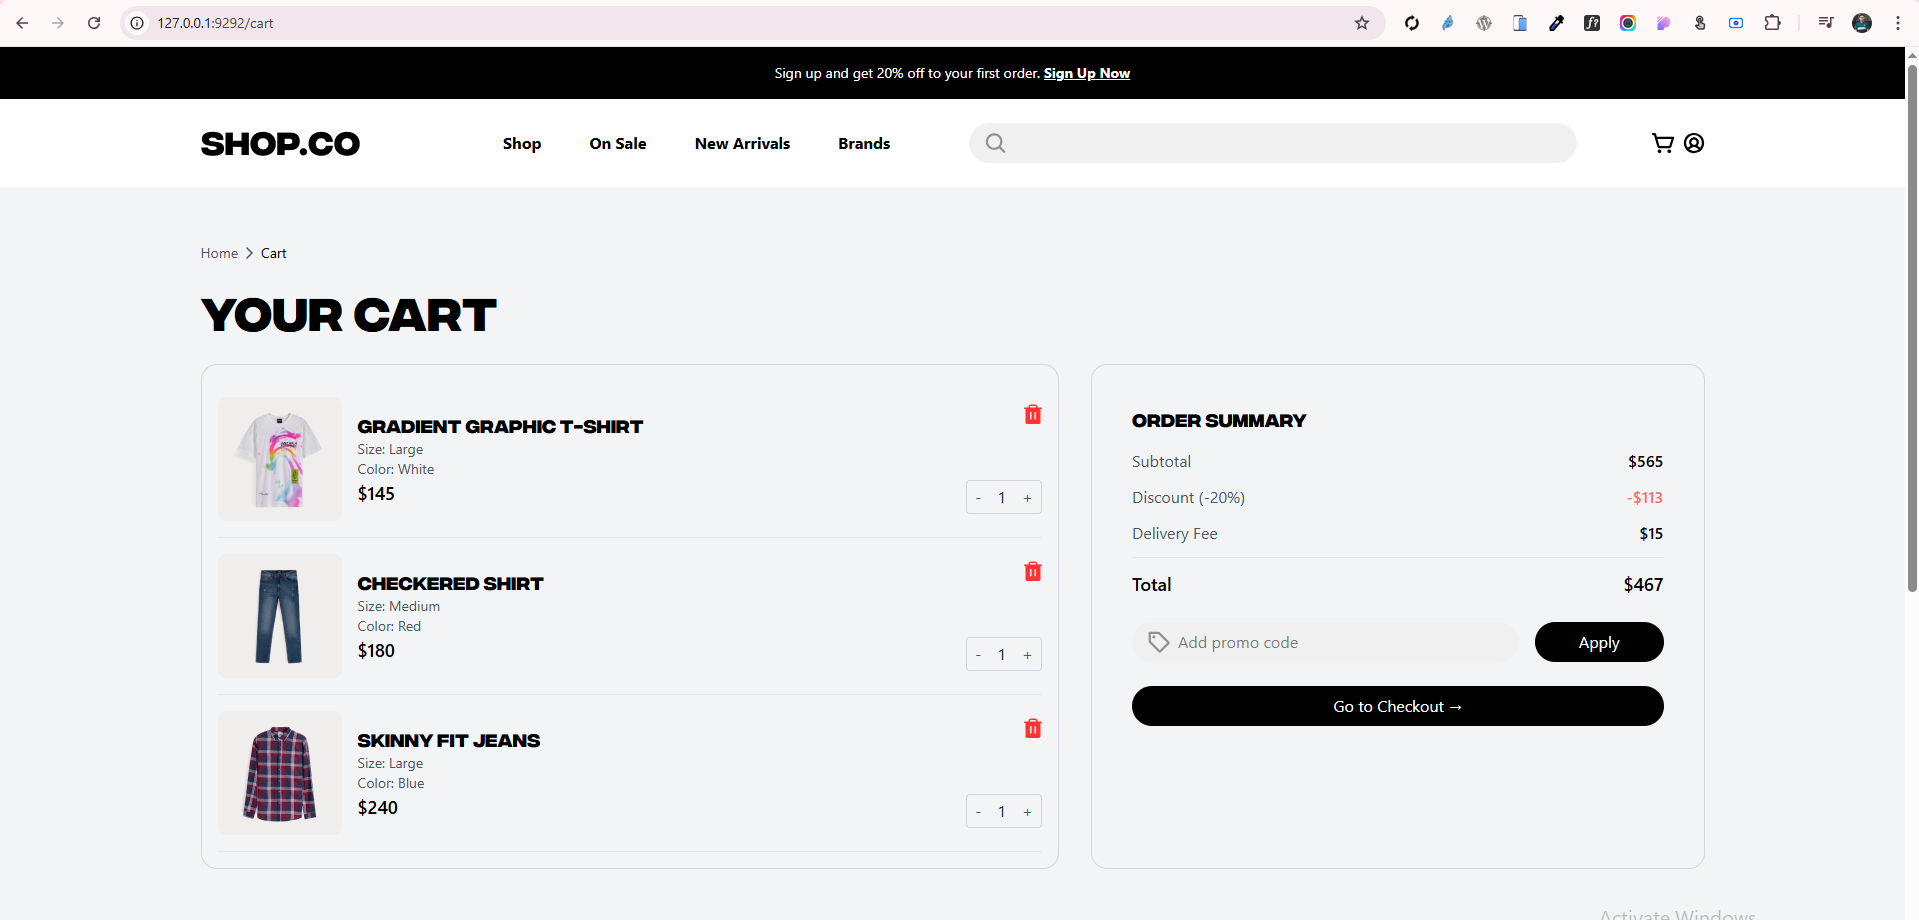 127.0.0.1:9292/cart
Sign up and get 20% off to your first order. Sign Up Now
SHOP.CO
Shop
On Sale
New Arrivals
Brands
Home > Cart
YOUR CART
GRADIENT GRAPHIC T-SHIRT
Size: Large
Color: White
$145
- 1 +
CHECKERED SHIRT
Size: Medium
Color: Red
$180
- 1 +
SKINNY FIT JEANS
Size: Large
Color: Blue
$240
- 1 +
ORDER SUMMARY
Subtotal $565
Discount (-20%) -$113
Delivery Fee $15
Total $467
Add promo code
Apply
Go to Checkout →
Activate Windows